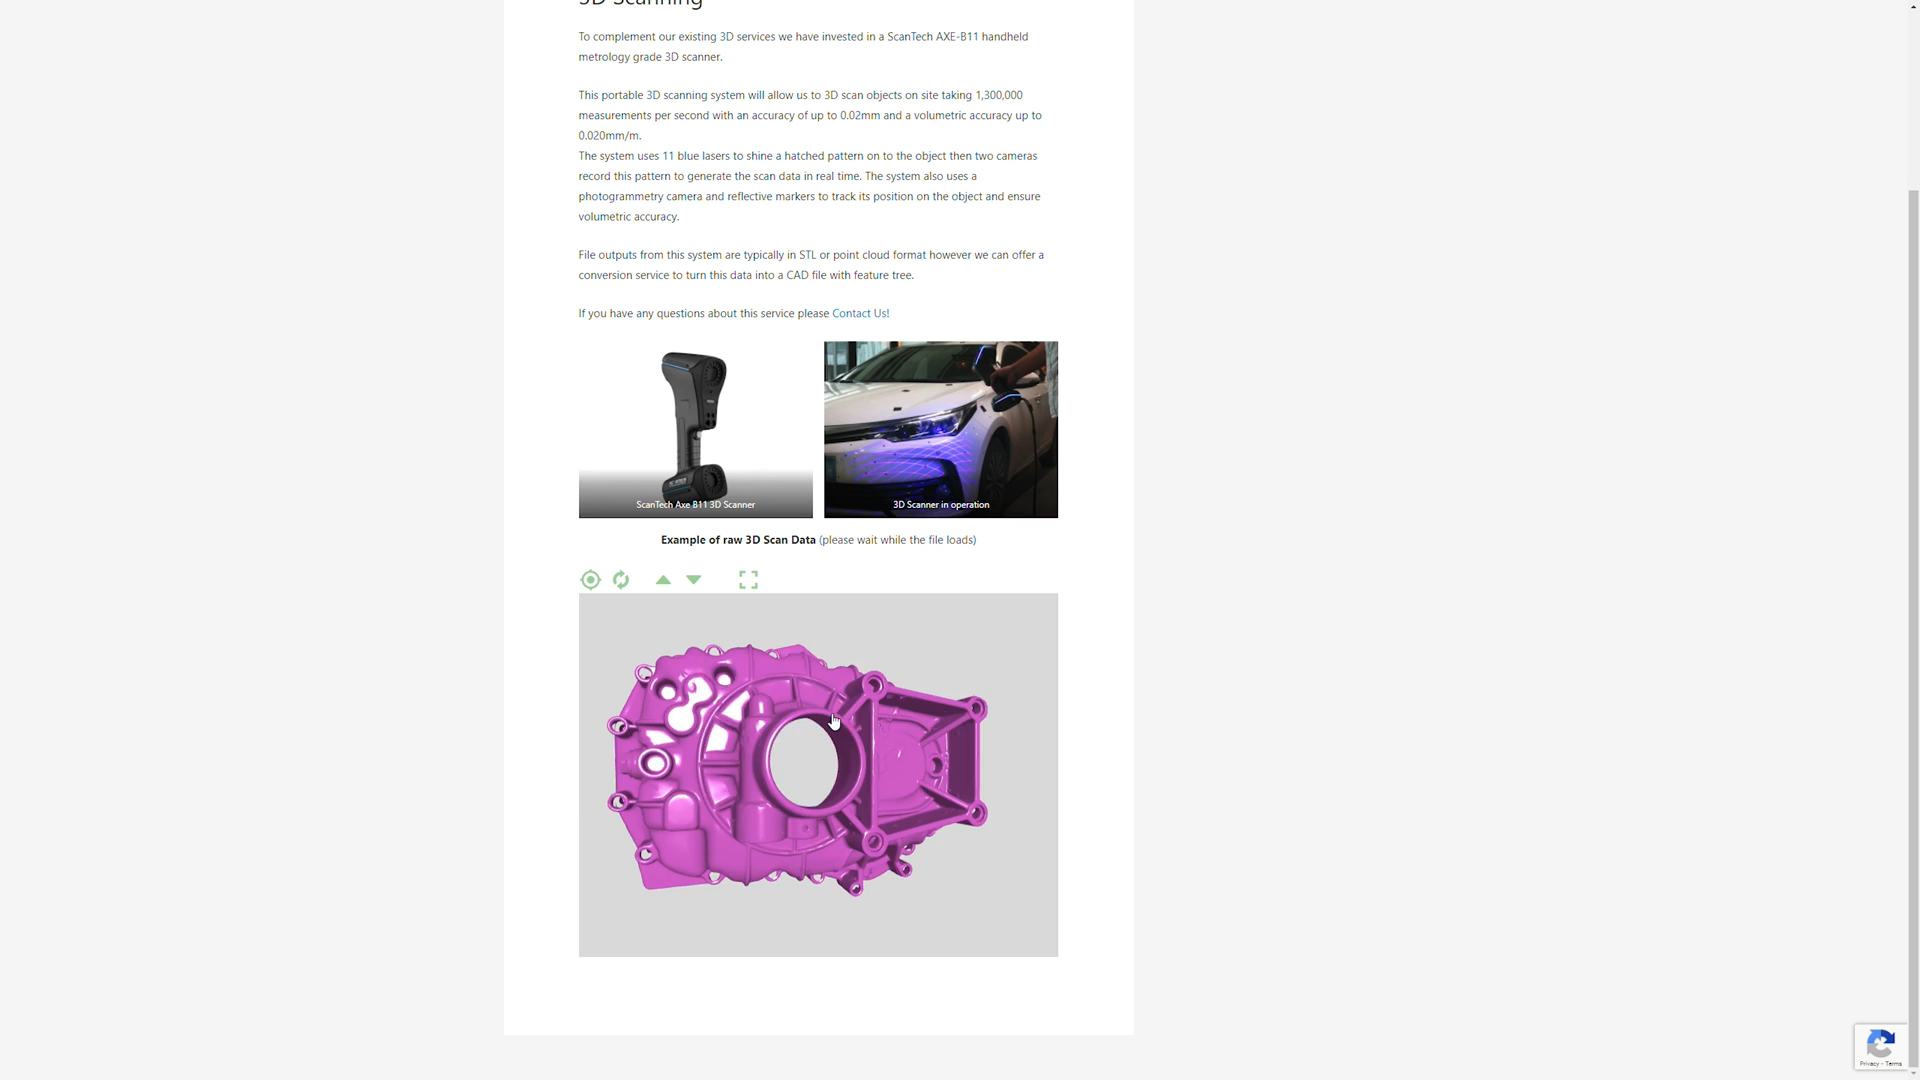 3D Scanning
To complement our existing 3D services we have invested in a ScanTech AXE-B11 handheld
metrology grade 3D scanner.
This portable 3D scanning system will allow us to 3D scan objects on site taking 1,300,000
measurements per second with an accuracy of up to 0.02mm and a volumetric accuracy up to
0.020mm/m.
The system uses 11 blue lasers to shine a hatched pattern on to the object then two cameras
record this pattern to generate the scan data in real time. The system also uses a
photogrammetry camera and reflective markers to track its position on the object and ensure
volumetric accuracy.
File outputs from this system are typically in STL or point cloud format however we can offer a
conversion service to turn this data into a CAD file with feature tree.
If you have any questions about this service please Contact Us!
ScanTech Axe B11 3D Scanner
3D Scanner in operation
Example of raw 3D Scan Data (please wait while the file loads)
Privacy - Terms